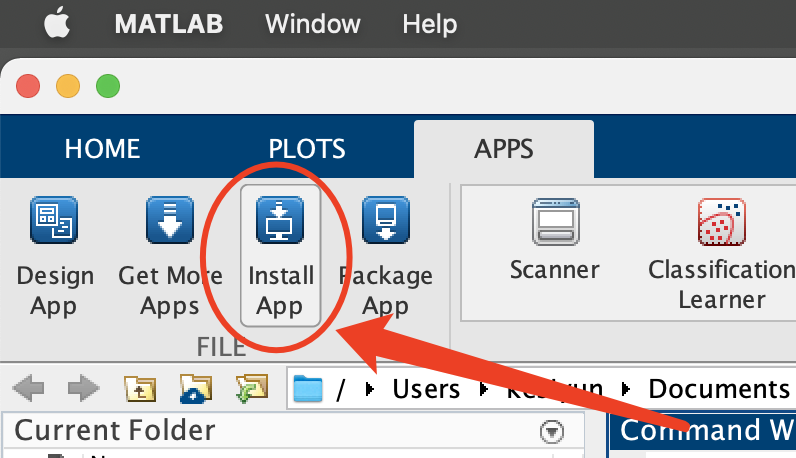 MATLAB Window Help
HOME PLOTS APPS
Design App
Get More Apps
Install App
Package App
Scanner
Classification Learner
FILE
/ Users Documents
Current Folder
Command W